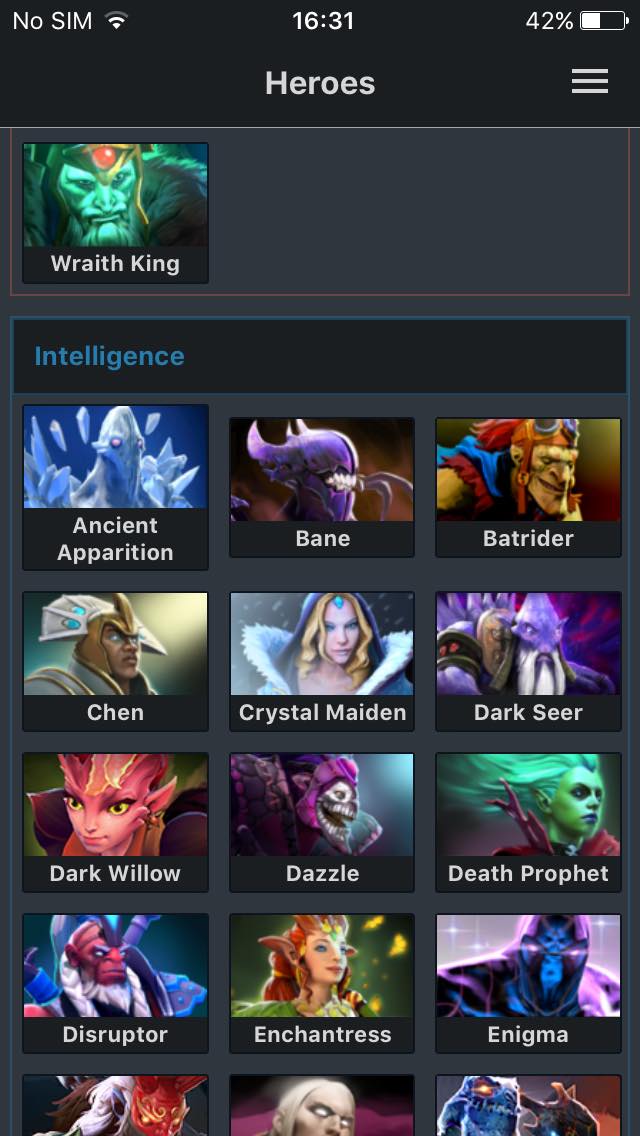 No SIM 16:31 42%
Heroes
Wraith King
Intelligence
Ancient
Apparition
Bane
Batrider
Chen
Crystal Maiden
Dark Seer
Dark Willow
Dazzle
Death Prophet
Disruptor
Enchantress
Enigma